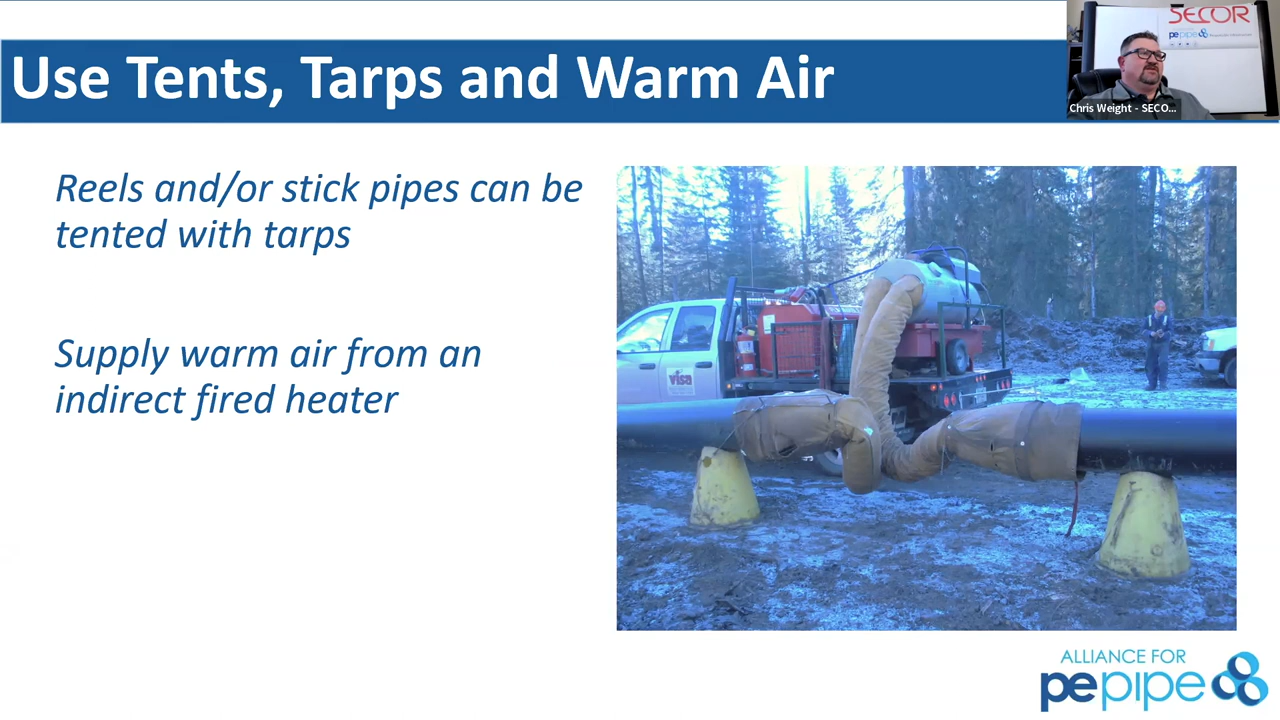 SECOR
pepipe
Use Tents, Tarps and Warm Air
Chris Weight - SECO...
Reels and/or stick pipes can be
tented with tarps
Supply warm air from an
indirect fired heater
visa
ALLIANCE FOR
pepipe